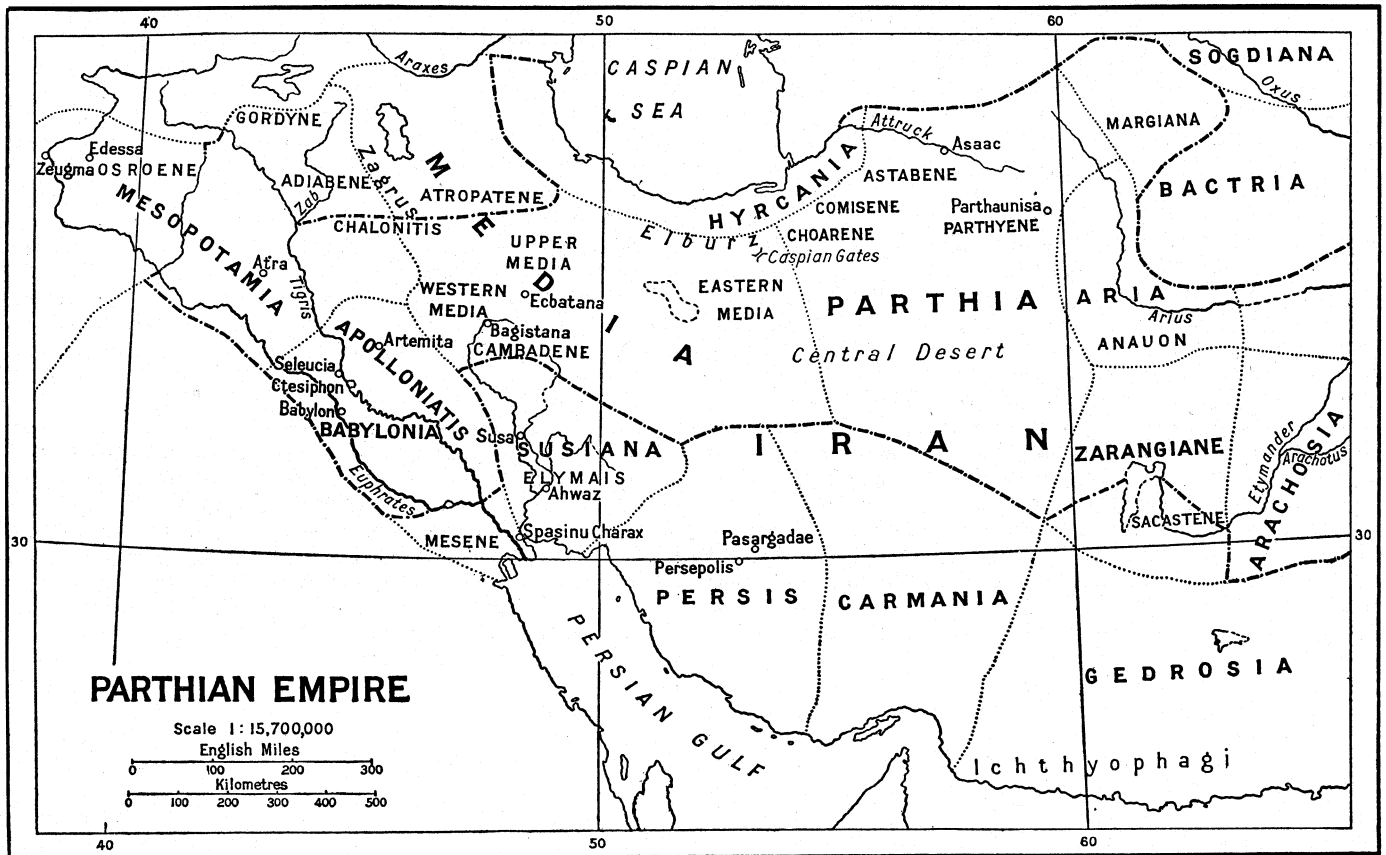 40
50
60
SOGDIANA
Araxes
CASPIAN
SEA
Oxus
GORDYNE
MARGIANA
Attruck
Asaac
Edessa
Zeugma
OSROENE
Zagrus
MEDIA
ADIABENE
ATROPATENE
Zab
HYRCANIA
ASTABENE
BACTRIA
MESOPOTAMIA
CHALONITIS
COMISENE
Parthaunisa
PARTHYENE
Elburz
CHOARENE
Caspian Gates
UPPER
MEDIA
Atra
Tigris
WESTERN
MEDIA
Ecbatana
EASTERN
MEDIA
PARTHIA
ARIA
Arius
APOLLONIATIS
Artemita
Bagistana
CAMBADENE
Central Desert
ANAUON
Seleucia
Ctesiphon
Babylon
BABYLONIA
Susa
SUSIANA
IRAN
ZARANGIANE
Etymander
Arachotus
ARACHOSIA
ELYMAIS
Ahwaz
Euphrates
SACASTENE
30
MESENE
Spasinu Charax
Pasargadae
30
Persepolis
PERSIS
CARMANIA
PERSIAN GULF
GEDROSIA
Ichthyophagi
PARTHIAN EMPIRE
Scale 1:15,700,000
English Miles
0 100 200 300
Kilometres
0 100 200 300 400 500
40
50
60